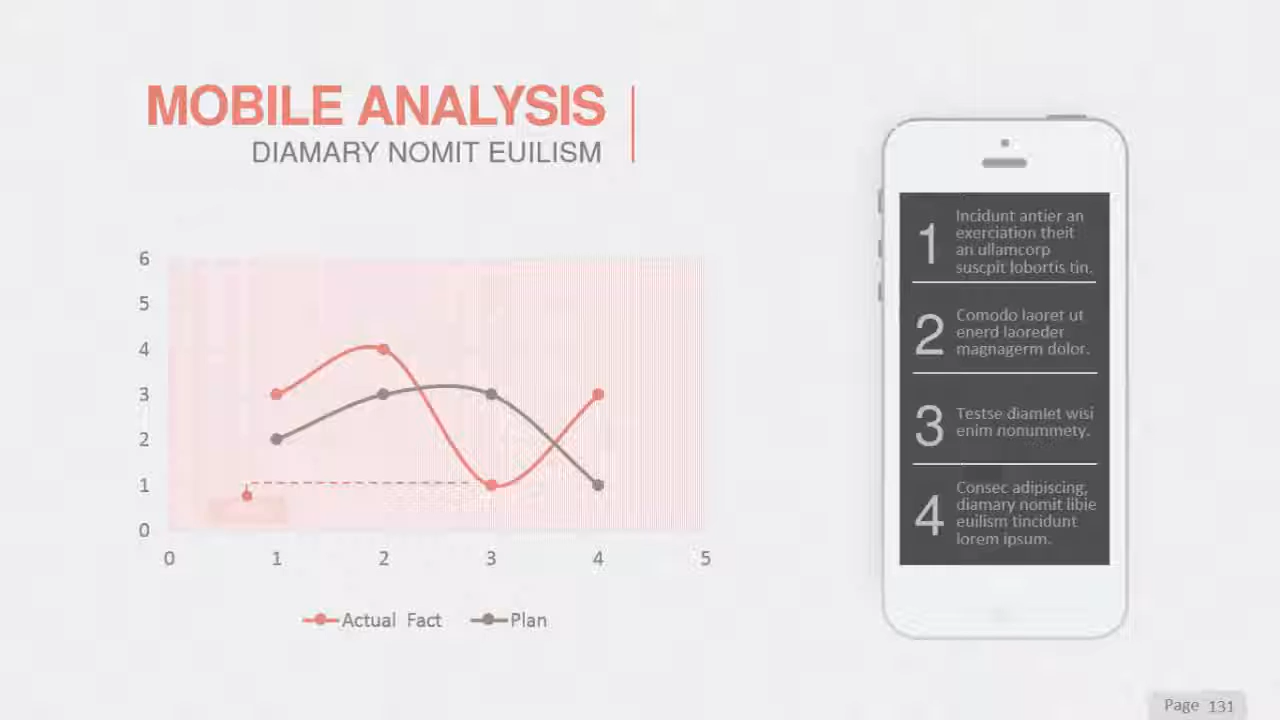 MOBILE ANALYSIS
DIAMARY NOMIT EUILISM
6
5
4
3
2
1
0
0 1 2 3 4 5
Actual Fact Plan
1
Incidunt antier an
exerciation theit
an ullamcorp
suscpit lobortis tin.
2
Comodo laoret ut
enerd laoreder
magnagerm dolor.
3
Testse diamlet wisi
enim nonummety.
4
Consec adipiscing,
diamary nomit libie
euilism tincidunt
lorem ipsum.
Page 131